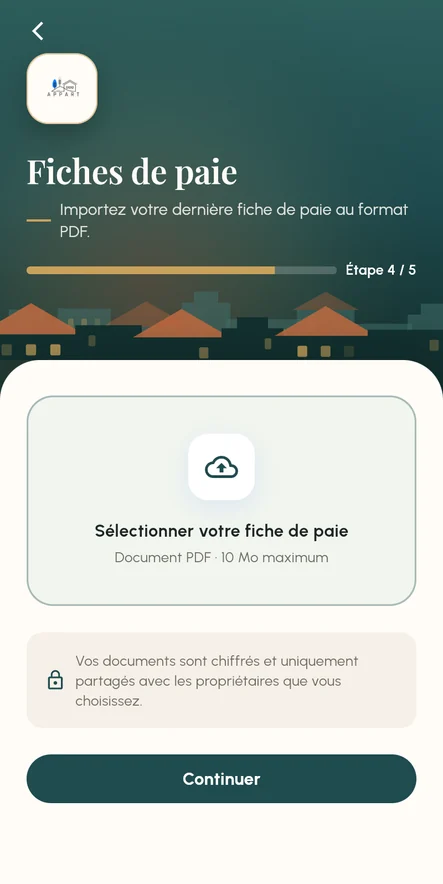 APPART
Fiches de paie
Importez votre dernière fiche de paie au format
PDF.
Étape 4 / 5
Sélectionner votre fiche de paie
Document PDF · 10 Mo maximum
Vos documents sont chiffrés et uniquement
partagés avec les propriétaires que vous
choisissez.
Continuer